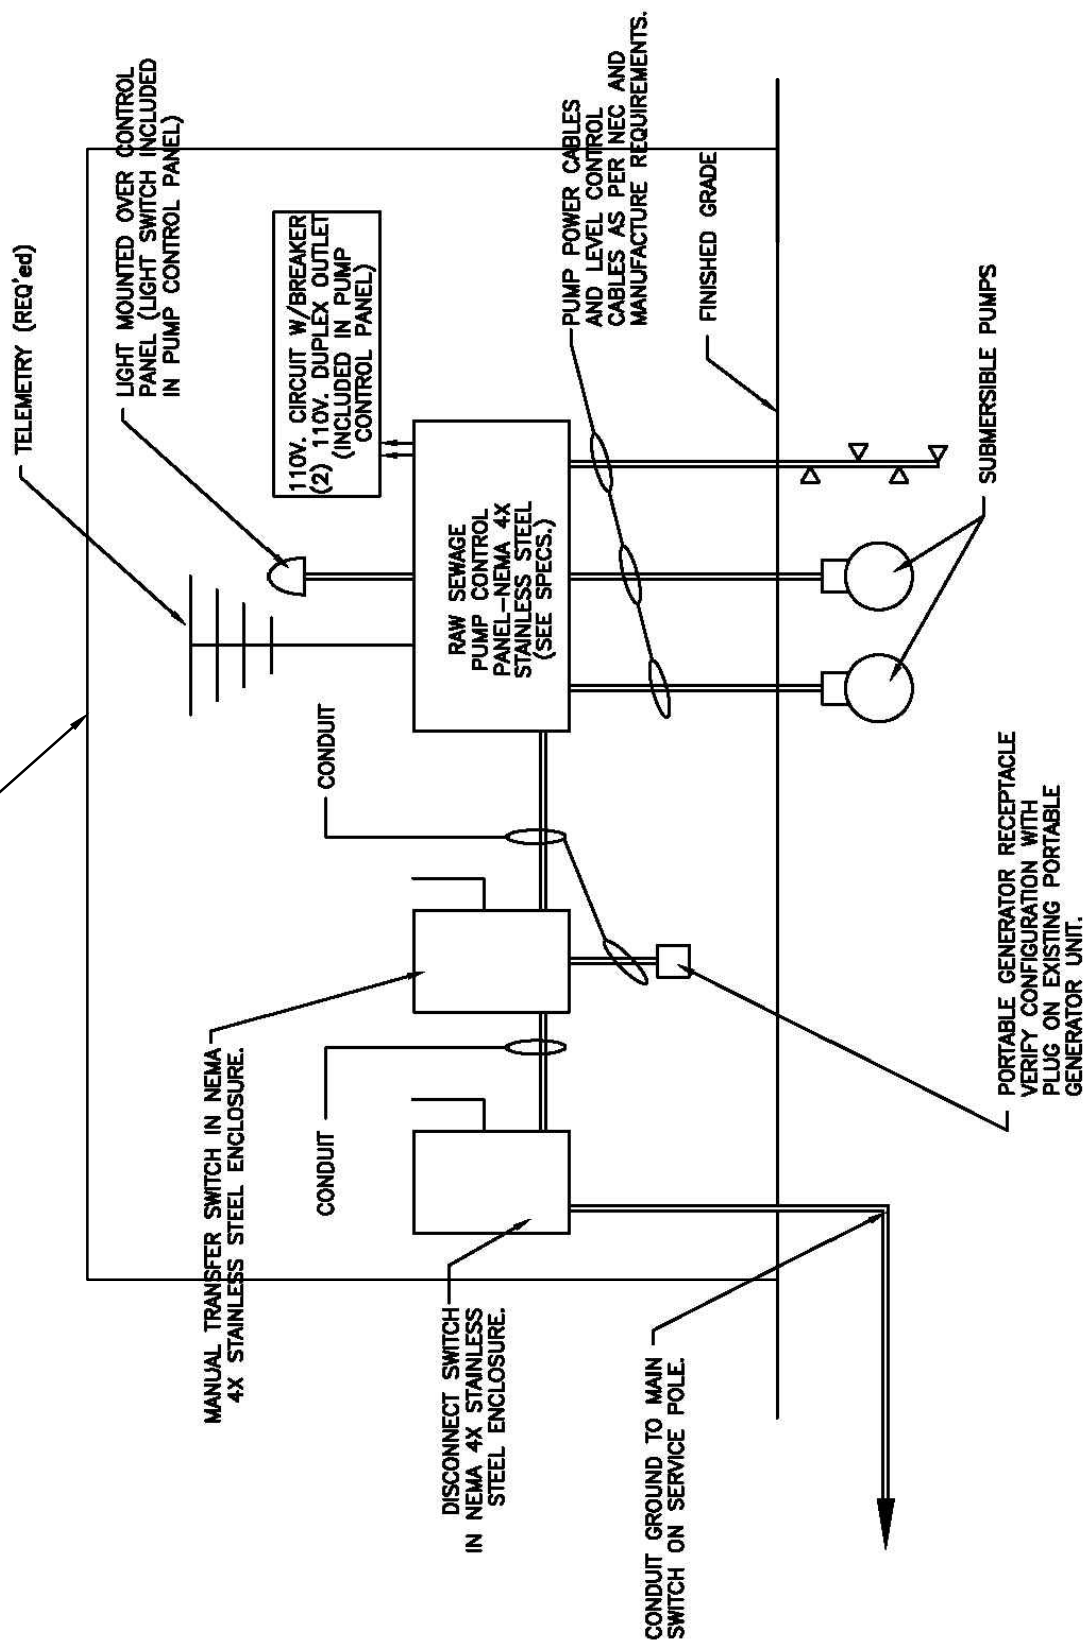 TELEMETRY (REQ'ed)
LIGHT MOUNTED OVER CONTROL
PANEL (LIGHT SWITCH INCLUDED
IN PUMP CONTROL PANEL)
110V. CIRCUIT W/BREAKER
(2) 110V. DUPLEX OUTLET
(INCLUDED IN PUMP
CONTROL PANEL)
MANUAL TRANSFER SWITCH IN NEMA
4X STAINLESS STEEL ENCLOSURE.
CONDUIT
CONDUIT
RAW SEWAGE
PUMP CONTROL
PANEL-NEMA 4X
STAINLESS STEEL
(SEE SPECS.)
PUMP POWER CABLES
AND LEVEL CONTROL
CABLES AS PER NEC AND
MANUFACTURE REQUIREMENTS.
DISCONNECT SWITCH
IN NEMA 4X STAINLESS
STEEL ENCLOSURE.
FINISHED GRADE
CONDUIT GROUND TO MAIN
SWITCH ON SERVICE POLE.
SUBMERSIBLE PUMPS
PORTABLE GENERATOR RECEPTACLE
VERIFY CONFIGURATION WITH
PLUG ON EXISTING PORTABLE
GENERATOR UNIT.